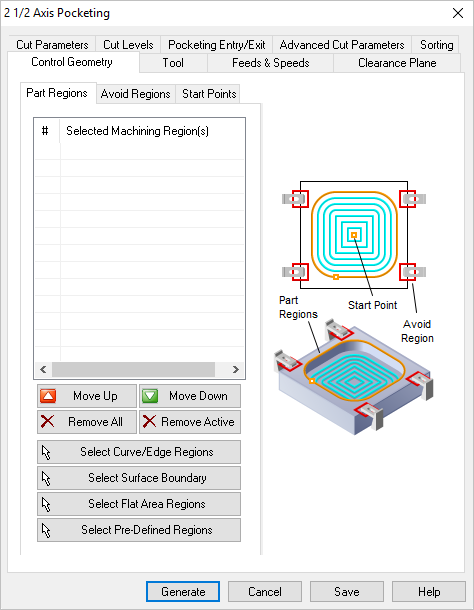 2 1/2 Axis Pocketing
Cut Parameters Cut Levels Pocketing Entry/Exit Advanced Cut Parameters Sorting
Control Geometry Tool Feeds & Speeds Clearance Plane
Part Regions Avoid Regions Start Points
# Selected Machining Region(s)
Part
Regions
Start Point
Avoid
Region
Move Up Move Down
Remove All Remove Active
Select Curve/Edge Regions
Select Surface Boundary
Select Flat Area Regions
Select Pre-Defined Regions
Generate Cancel Save Help